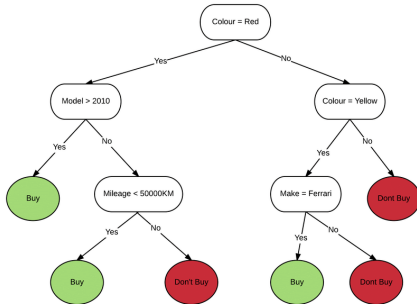 Colour = Red
Yes
No
Model > 2010
Colour = Yellow
Yes
No
Yes
No
Buy
Mileage < 50000KM
Make = Ferrari
Dont Buy
Yes
No
Yes
No
Buy
Don't Buy
Buy
Dont Buy